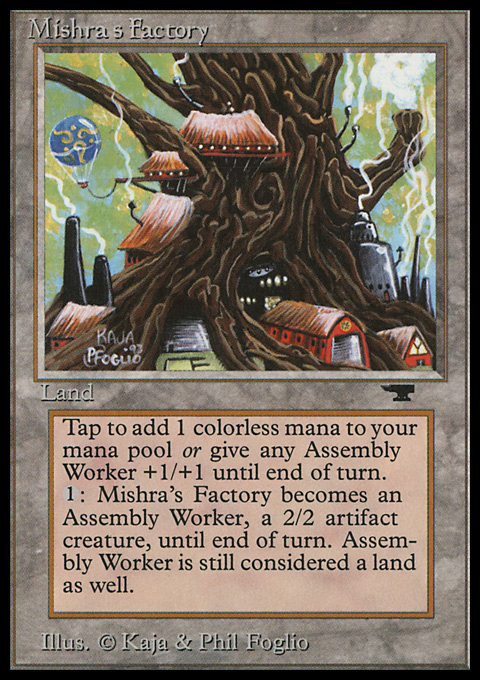 Mishra's Factory
KAJA
'93
PFOGLIO
Land
Tap to add 1 colorless mana to your
mana pool or give any Assembly
Worker +1/+1 until end of turn.
1: Mishra's Factory becomes an
Assembly Worker, a 2/2 artifact
creature, until end of turn. Assem-
bly Worker is still considered a land
as well.
Illus. © Kaja & Phil Foglio